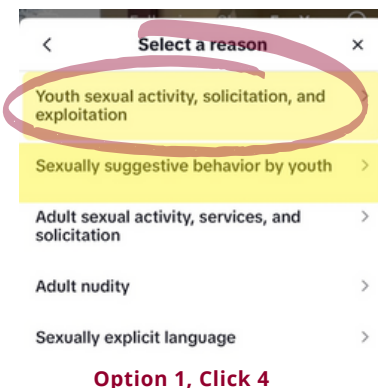 Select a reason
Youth sexual activity, solicitation, and
exploitation
Sexually suggestive behavior by youth
Adult sexual activity, services, and
solicitation
Adult nudity
Sexually explicit language
Option 1, Click 4